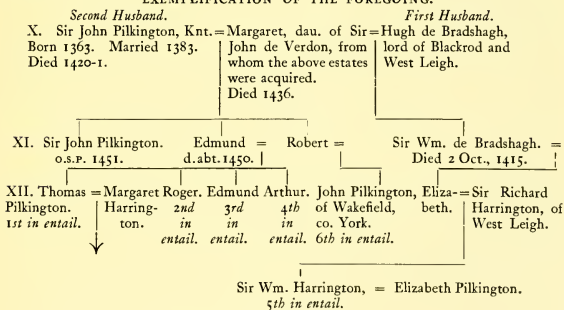 EXEMPLIFICATION OF THE FOREGOING.
Second Husband. First Husband.
X. Sir John Pilkington, Knt. = Margaret, dau. of Sir = Hugh de Bradshagh,
Born 1363. Married 1383. John de Verdon, from lord of Blackrod and
Died 1420-1. whom the above estates West Leigh.
were acquired.
Died 1436.
XI. Sir John Pilkington. Edmund = Robert = Sir Wm. de Bradshagh. =
o.s.p. 1451. d.abt.1450. Died 2 Oct., 1415.
XII. Thomas = Margaret Roger. Edmund Arthur. John Pilkington, Eliza- = Sir Richard
Pilkington. Harring- 2nd 3rd 4th of Wakefield, beth. Harrington, of
1st in entail. ton. in in in co. York. West Leigh.
entail. entail. entail. 6th in entail.
Sir Wm. Harrington, = Elizabeth Pilkington.
5th in entail.